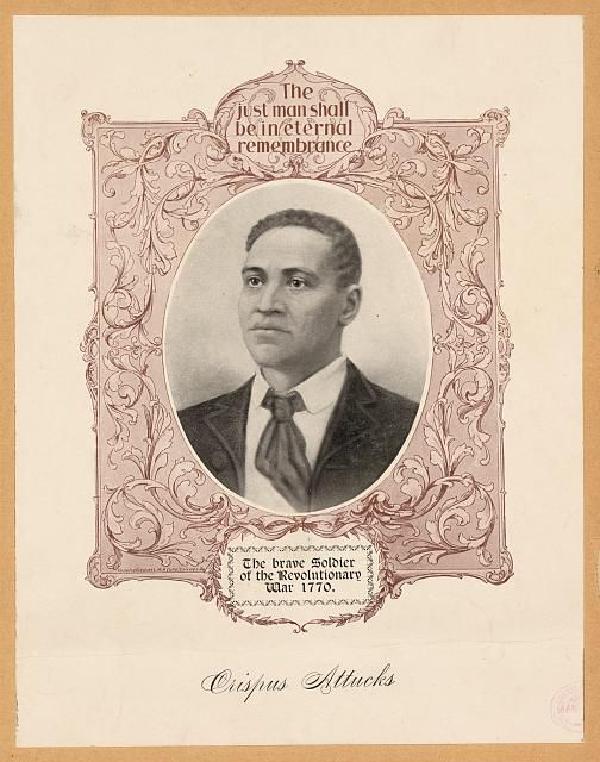 The
just man shall
be in eternal
remembrance
The brave Soldier
of the Revolutionary
War 1770.
Crispus Attucks